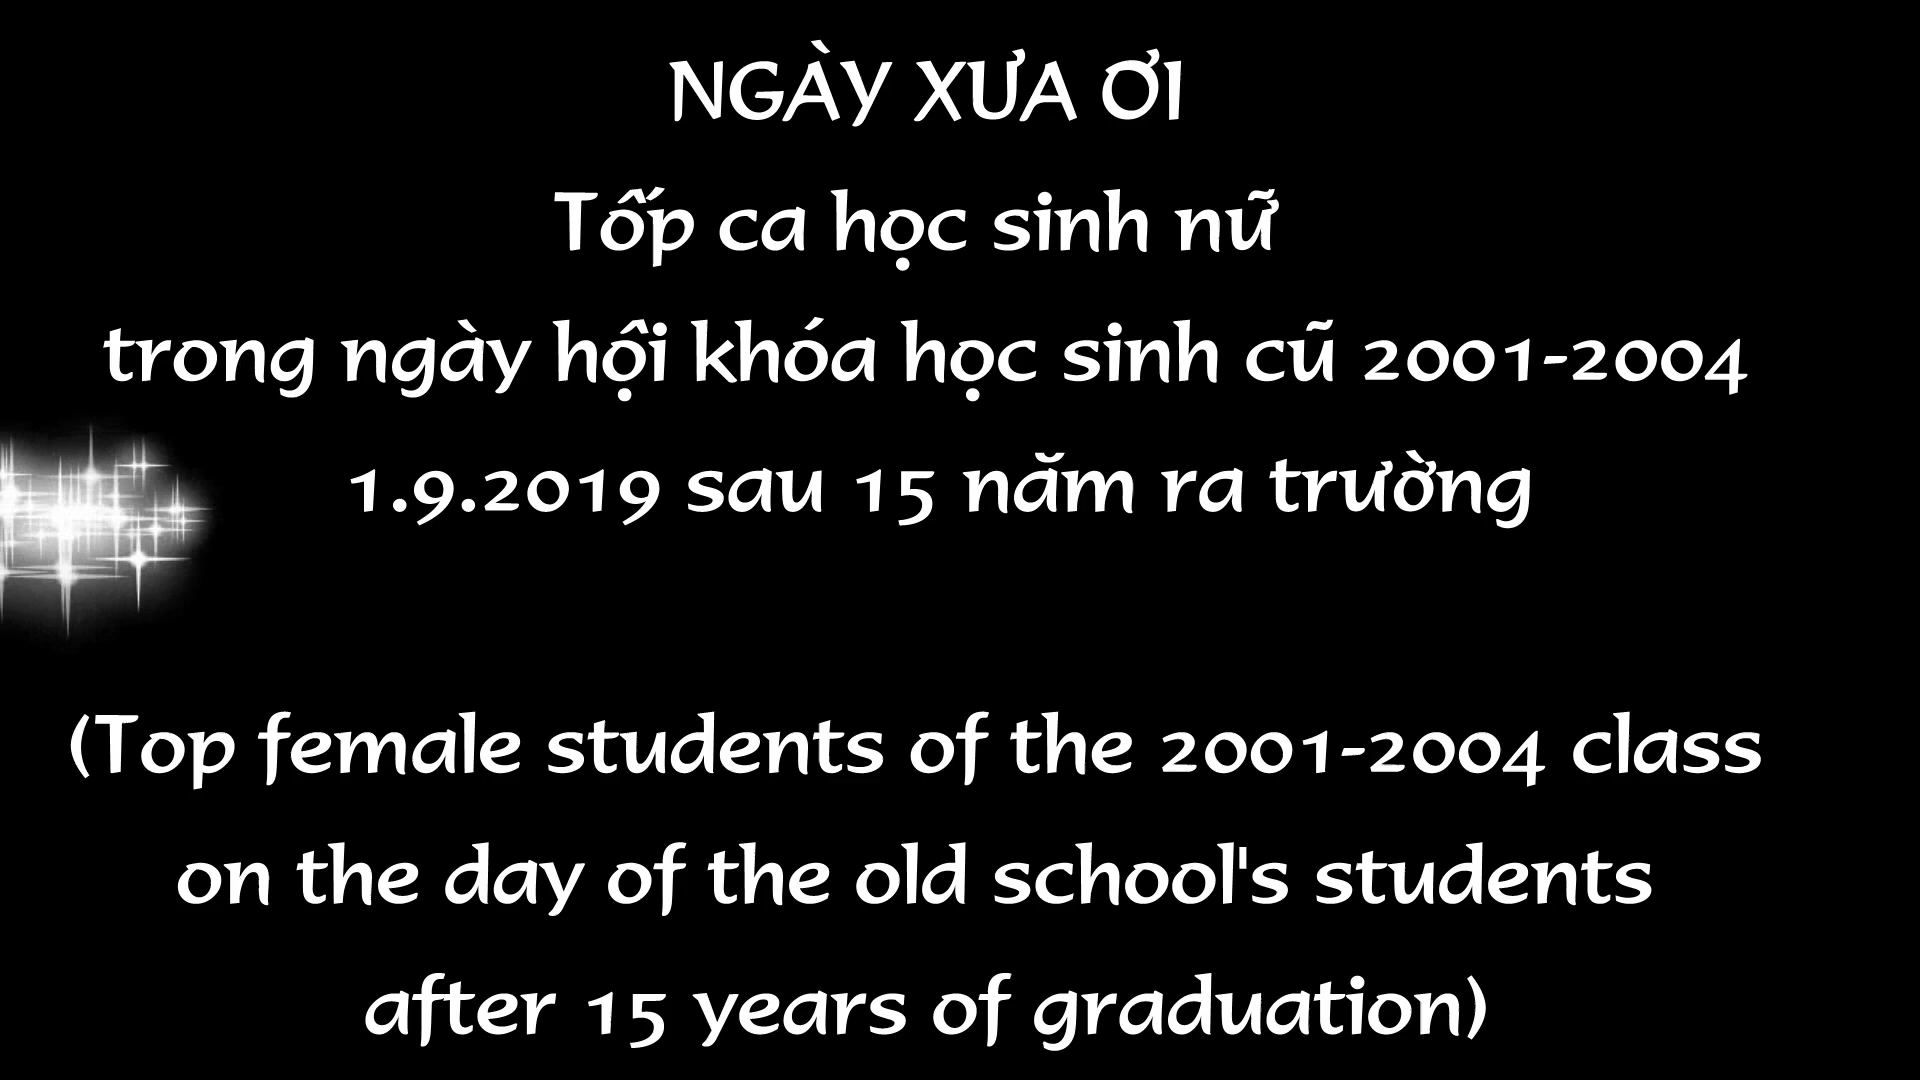 NGÀY XƯA ƠI
Tốp ca học sinh nữ
trong ngày hội khóa học sinh cũ 2001-2004
1.9.2019 sau 15 năm ra trường
(Top female students of the 2001-2004 class
on the day of the old school's students
after 15 years of graduation)